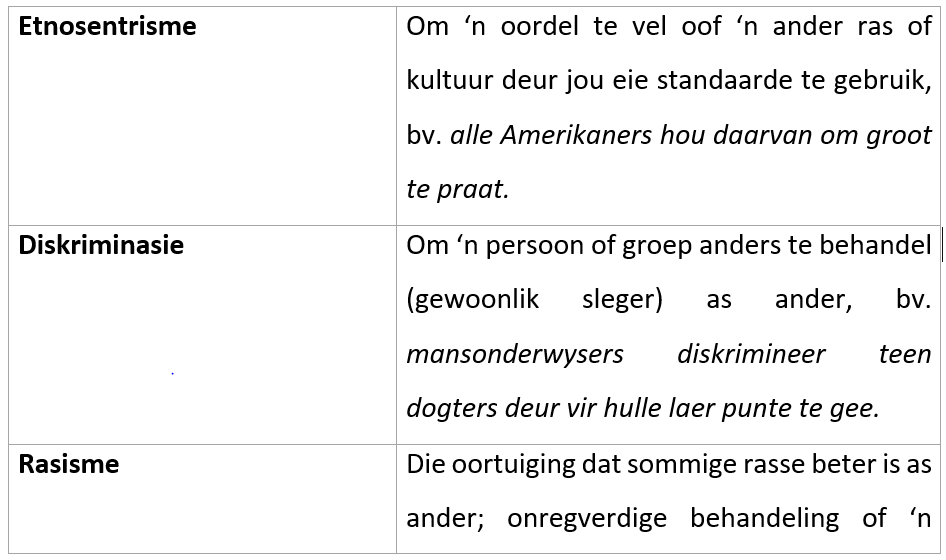 Etnosentrisme
Om ‘n oordel te vel oof ‘n ander ras of
kultuur deur jou eie standaarde te gebruik,
bv. alle Amerikaners hou daarvan om groot
te praat.
Diskriminasie
Om ‘n persoon of groep anders te behandel
(gewoonlik sleger) as ander, bv.
mansonderwysers diskrimineer teen
dogters deur vir hulle laer punte te gee.
Rasisme
Die oortuiging dat sommige rasse beter is as
ander; onregverdige behandeling of ‘n